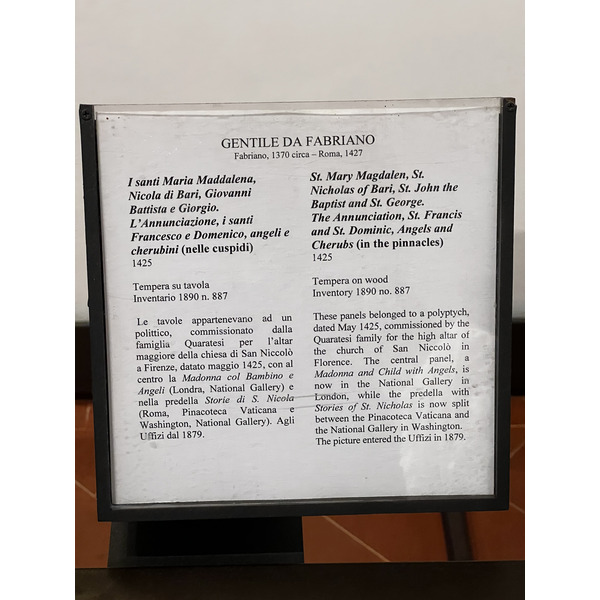 GENTILE DA FABRIANO
Fabriano, 1370 circa – Roma, 1427
I santi Maria Maddalena,
Nicola di Bari, Giovanni
Battista e Giorgio.
L'Annunciazione, i santi
Francesco e Domenico, angeli e
cherubini (nelle cuspidi)
1425
Tempera su tavola
Inventario 1890 n. 887
Le tavole appartenevano ad un
polittico, commissionato dalla
famiglia Quaratesi per l'altar
maggiore della chiesa di San Niccolò
a Firenze, datato maggio 1425, con al
centro la Madonna col Bambino e
Angeli (Londra, National Gallery) e
nella predella Storie di S. Nicola
(Roma, Pinacoteca Vaticana e
Washington, National Gallery). Agli
Uffizi dal 1879.
St. Mary Magdalen, St.
Nicholas of Bari, St. John the
Baptist and St. George.
The Annunciation, St. Francis
and St. Dominic, Angels and
Cherubs (in the pinnacles)
1425
Tempera on wood
Inventory 1890 no. 887
These panels belonged to a polyptych,
dated May 1425, commissioned by the
Quaratesi family for the high altar of
the church of San Niccolò in
Florence. The central panel, a
Madonna and Child with Angels, is
now in the National Gallery in
London, while the predella with
Stories of St. Nicholas is now split
between the Pinacoteca Vaticana and
the National Gallery in Washington.
The picture entered the Uffizi in 1879.